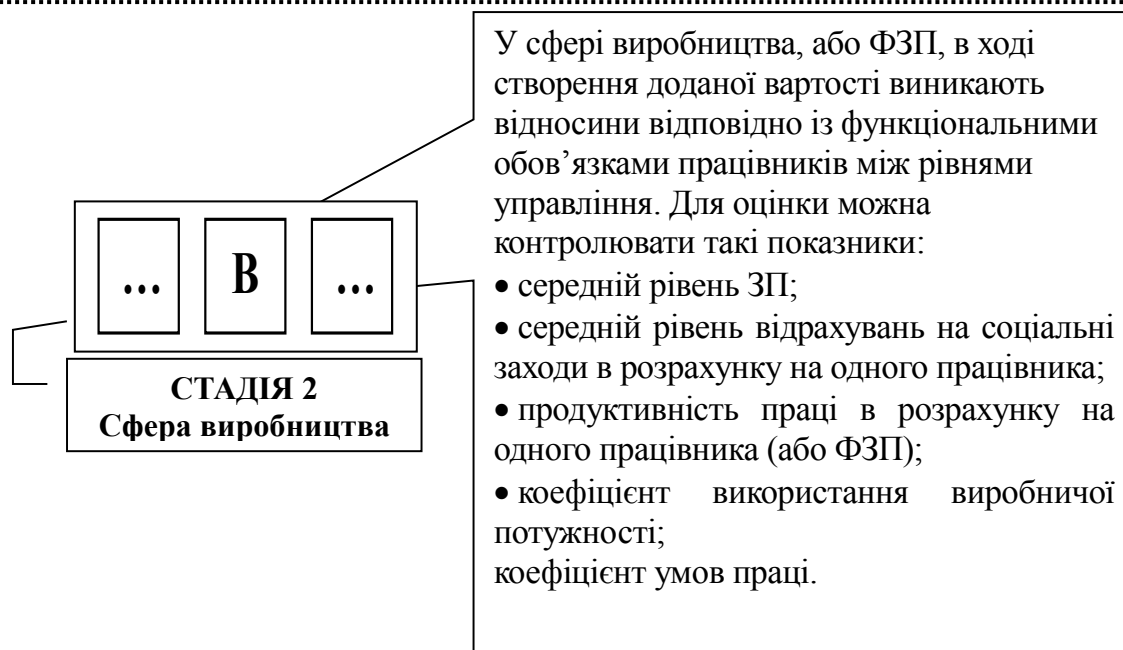 У сфері виробництва, або ФЗП, в ході
створення доданої вартості виникають
відносини відповідно із функціональними
обов’язками працівників між рівнями
управління. Для оцінки можна
контролювати такі показники:
• середній рівень ЗП;
• середній рівень відрахувань на соціальні
заходи в розрахунку на одного працівника;
• продуктивність праці в розрахунку на
одного працівника (або ФЗП);
• коефіцієнт використання виробничої
потужності;
коефіцієнт умов праці.
... В ...
СТАДІЯ 2
Сфера виробництва